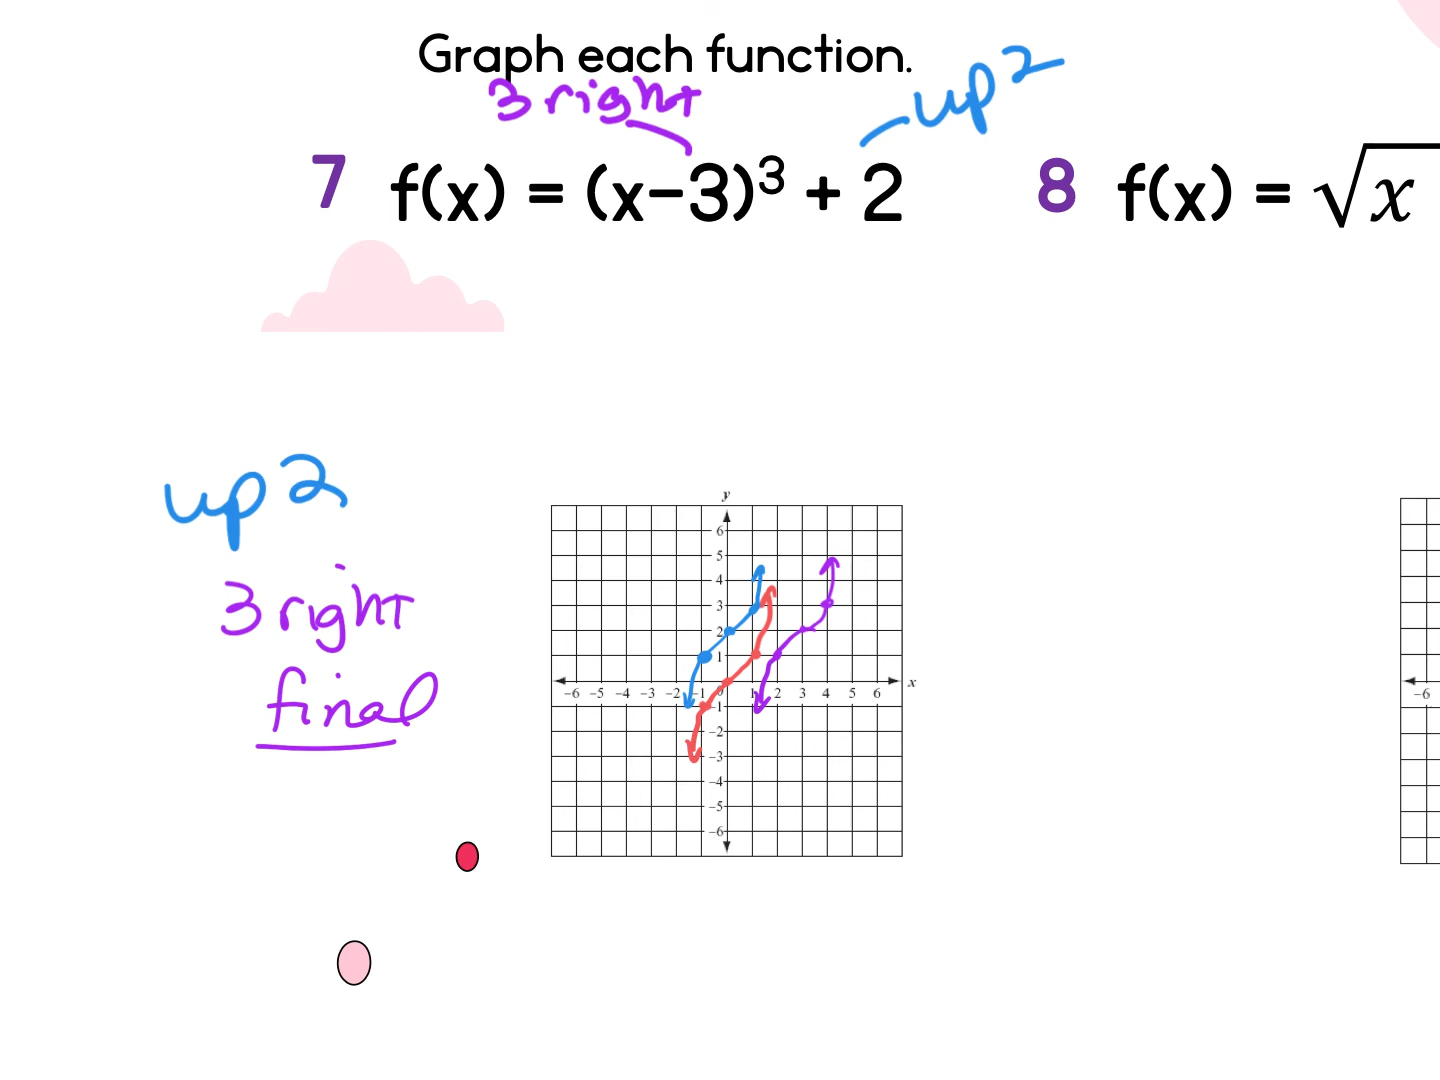 Graph each function.
3 right
up 2
7 f(x) = (x-3)³ + 2
8 f(x) = √x
up 2
3 right
final
y
6
5
4
3
2
1
-6 -5 -4 -3 -2 -1 0 1 2 3 4 5 6 x
-1
-2
-3
-4
-5
-6
-6